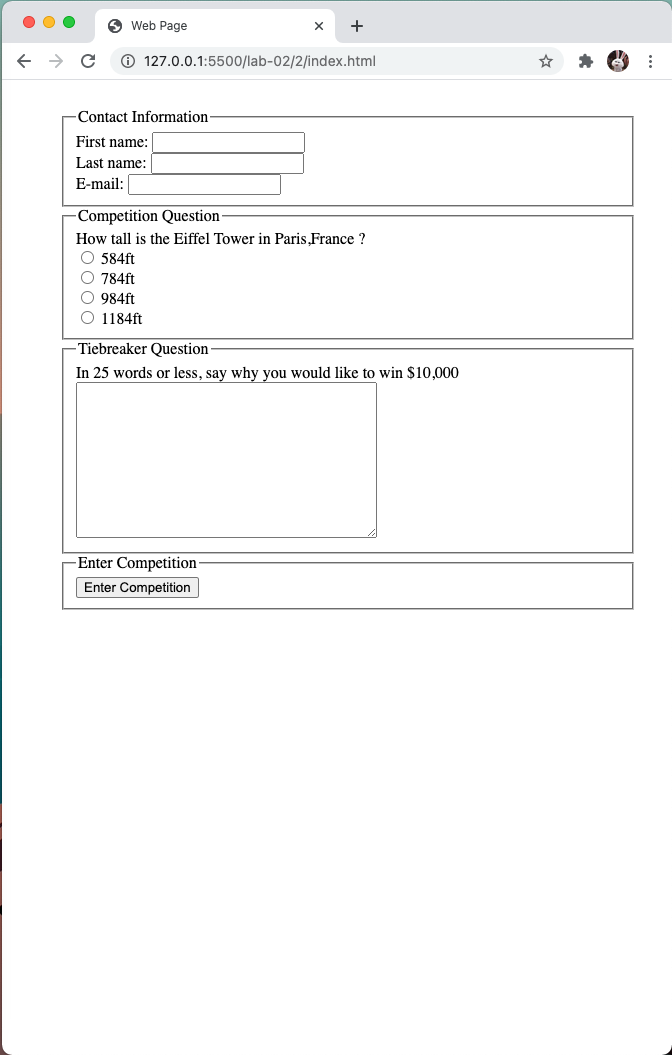 Web Page
127.0.0.1:5500/lab-02/2/index.html
Contact Information
First name:
Last name:
E-mail:
Competition Question
How tall is the Eiffel Tower in Paris,France ?
584ft
784ft
984ft
1184ft
Tiebreaker Question
In 25 words or less, say why you would like to win $10,000
Enter Competition
Enter Competition